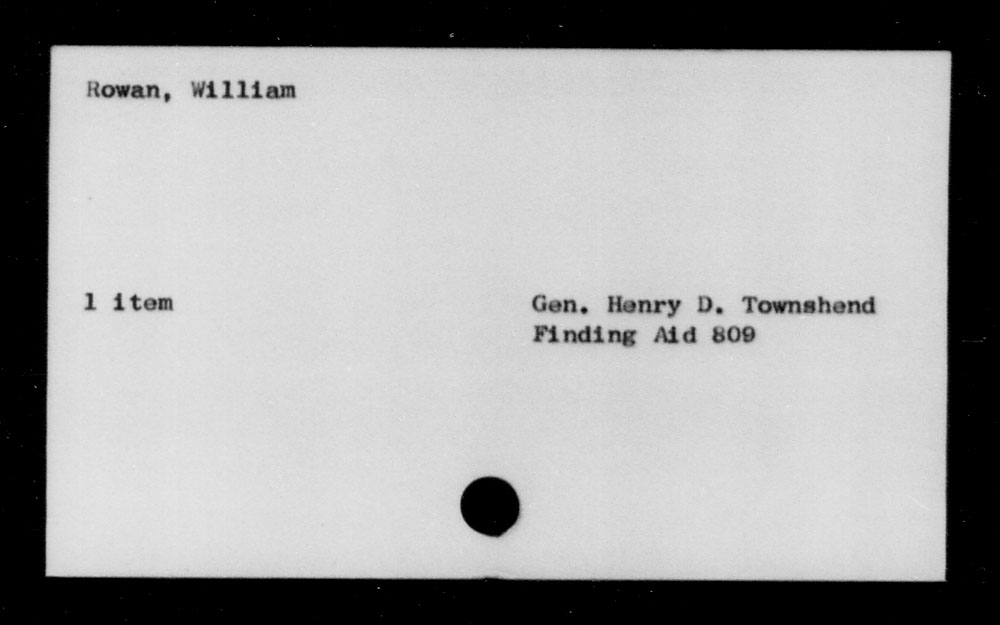 Rowan, William
1 item
Gen. Henry D. Townshend
Finding Aid 809